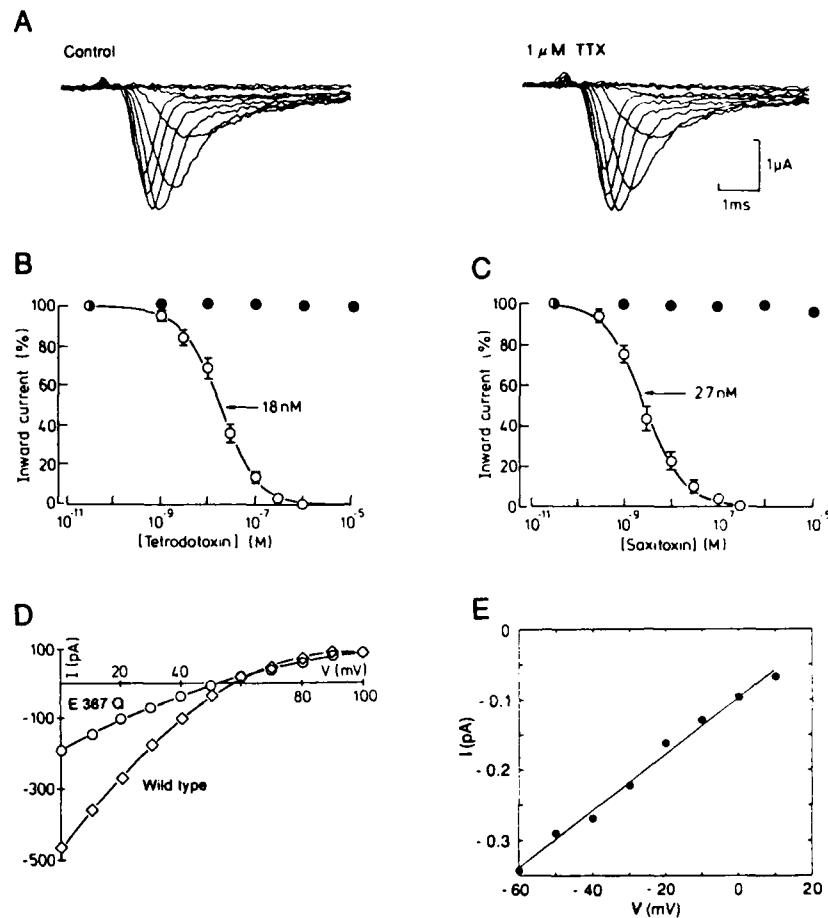 A
Control
1 μM TTX
1μA
1ms
B
Inward current (%)
100
80
60
40
20
0
18nM
10⁻¹¹ 10⁻⁹ 10⁻⁷ 10⁻⁵
[Tetrodotoxin] (M)
C
Inward current (%)
100
80
60
40
20
0
27nM
10⁻¹¹ 10⁻⁹ 10⁻⁷ 10⁻⁵
[Saxitoxin] (M)
D
I (pA)
V (mV)
100
-100
-300
-500
20 40 80 100
E 387 Q
Wild type
E
I (pA)
0
-0.1
-0.2
-0.3
-60 -40 -20 0 20
V (mV)